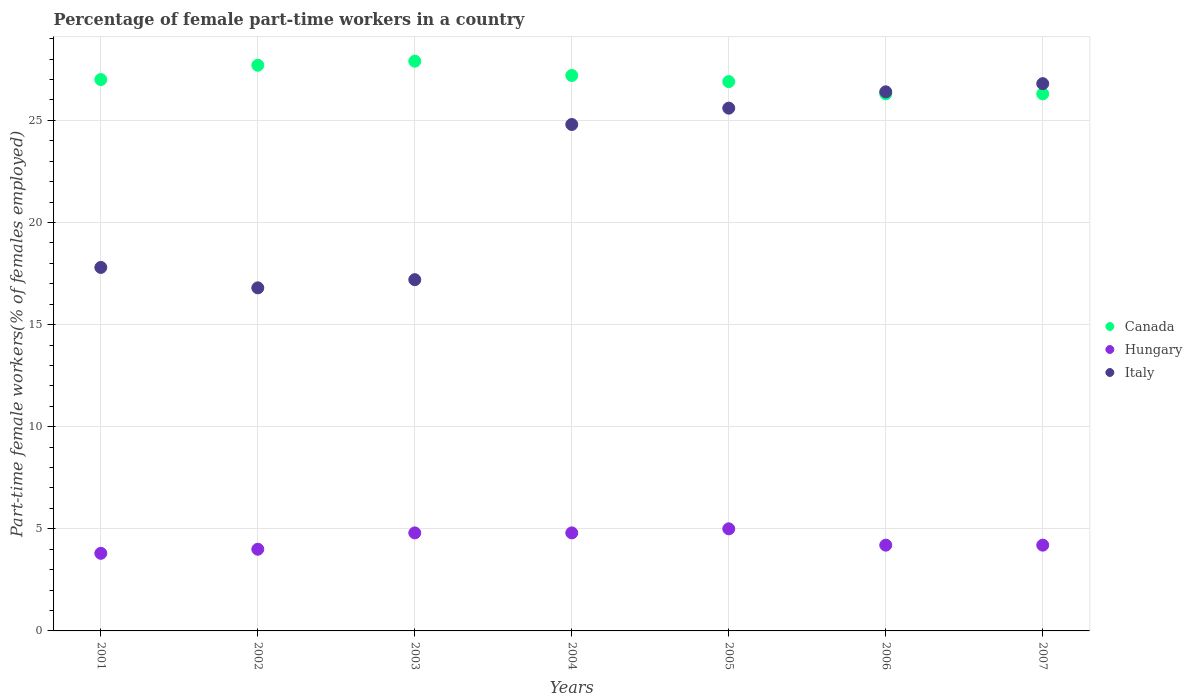 Percentage of female part-time workers in a country
Part-time female workers(% of females employed)
25
20
15
10
5
0
2001
2002
2003
2004
2005
2006
2007
Years
Canada
Hungary
Italy